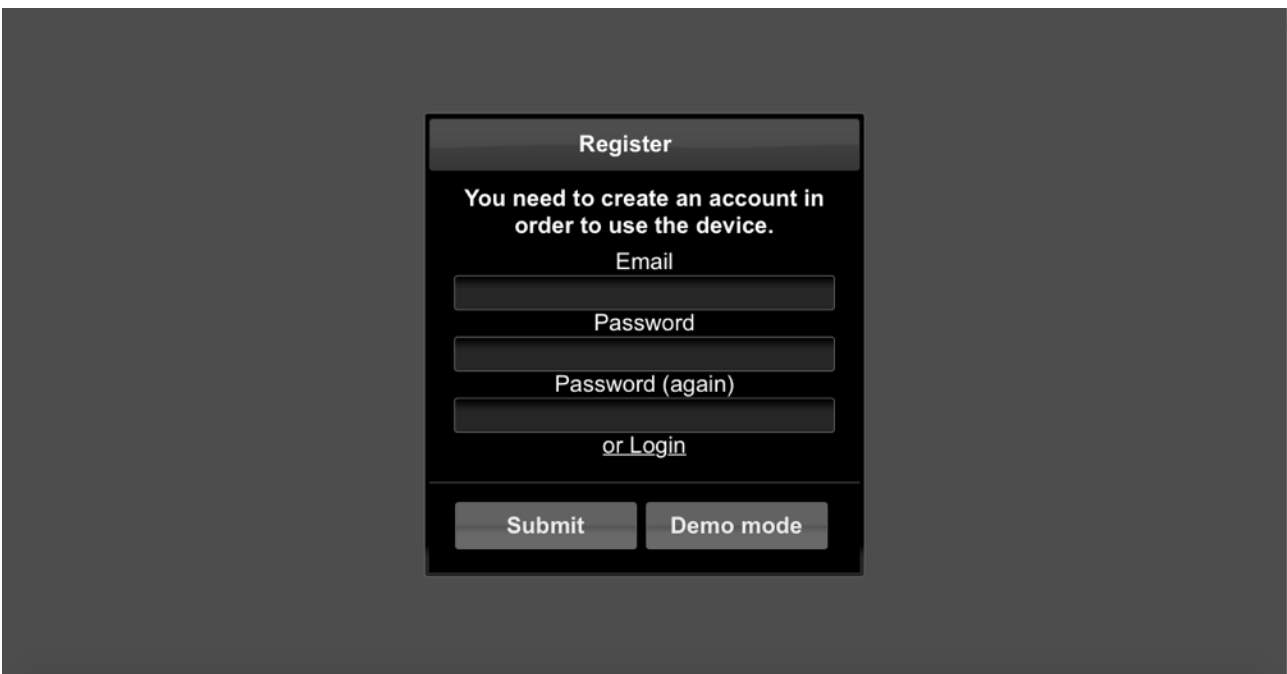 Register
You need to create an account in
order to use the device.
Email
Password
Password (again)
or Login
Submit Demo mode